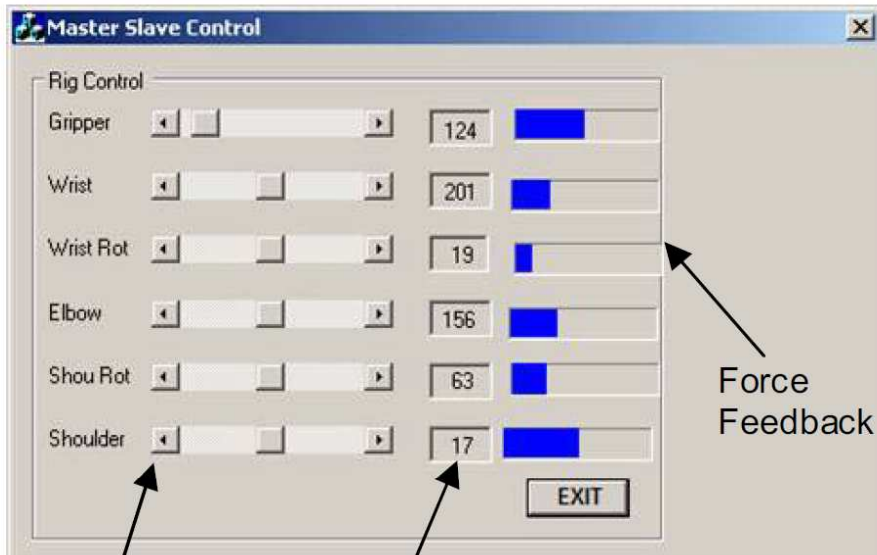 Master Slave Control
Rig Control
Gripper 124
Wrist 201
Wrist Rot 19
Elbow 156
Shou Rot 63
Shoulder 17
EXIT
Force
Feedback